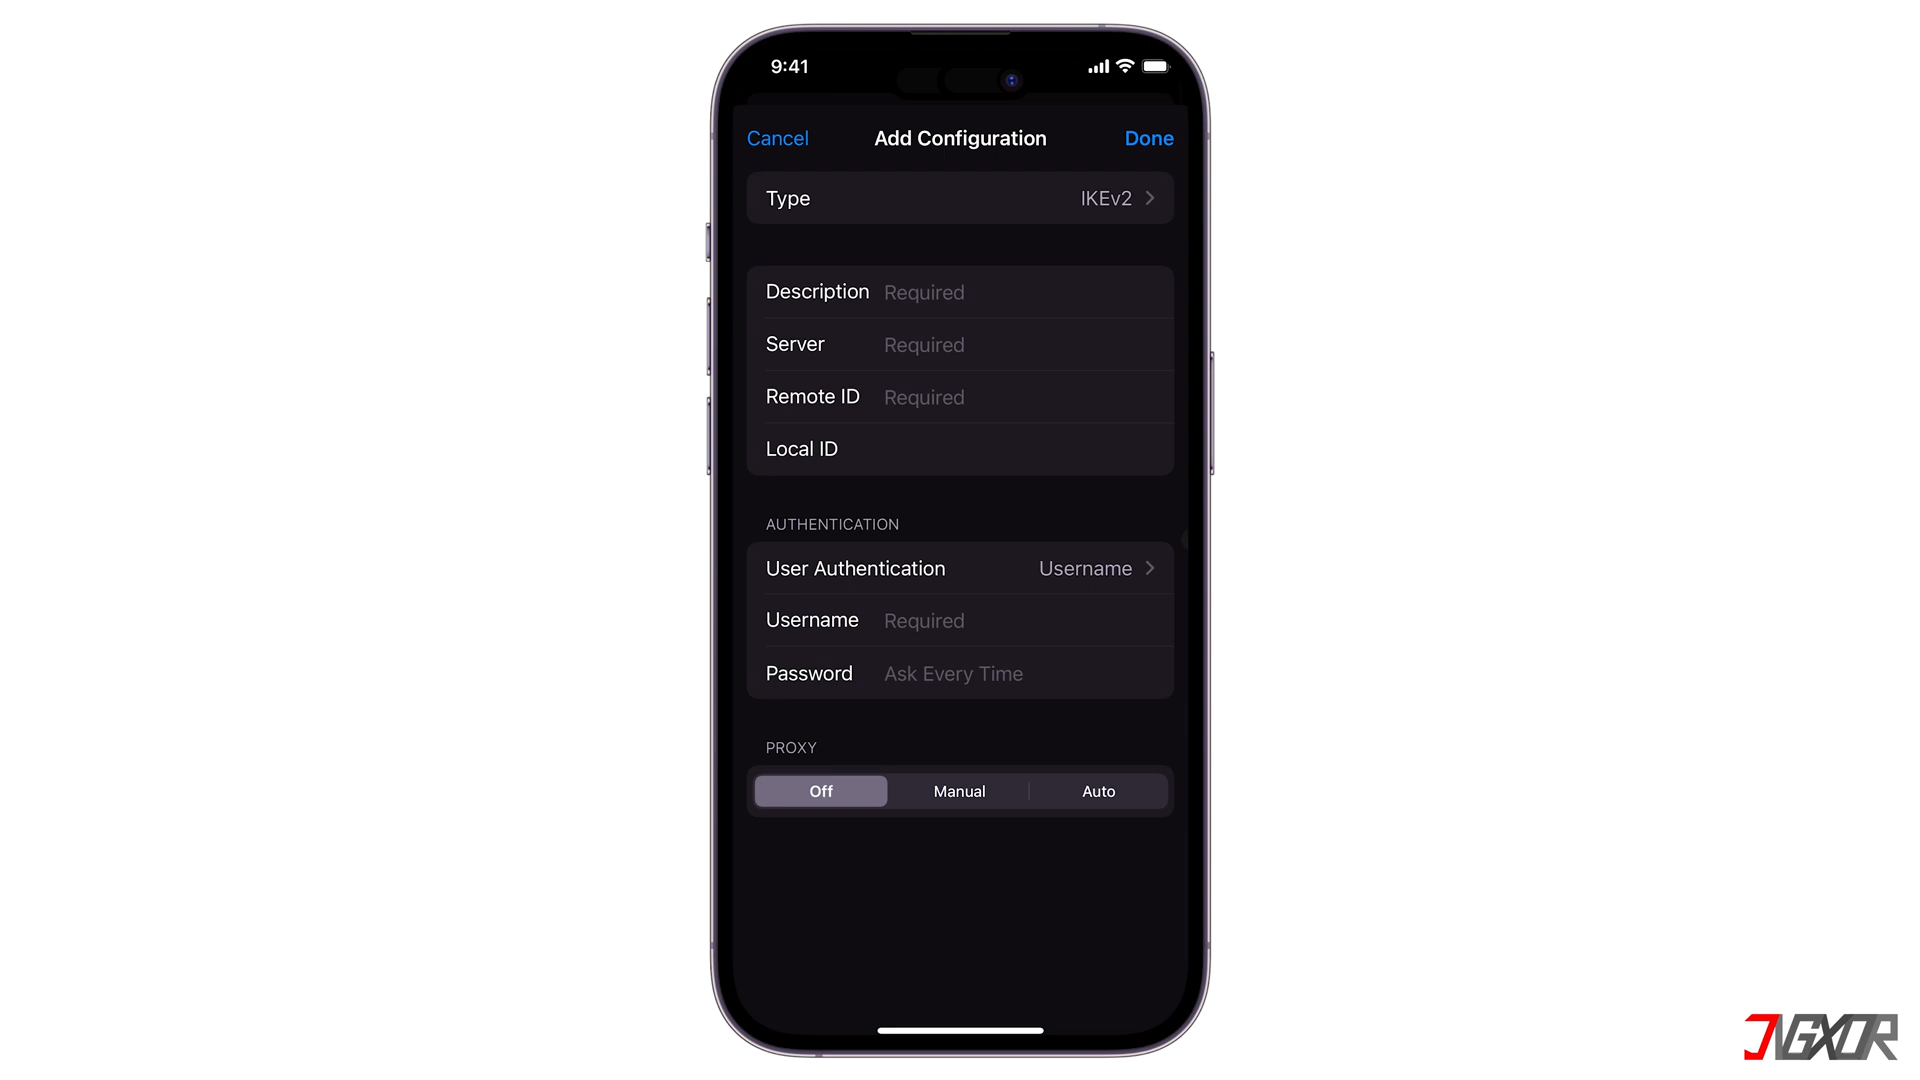 9:41
Cancel
Add Configuration
Done
Type
IKEv2
Description
Required
Server
Required
Remote ID
Required
Local ID
AUTHENTICATION
User Authentication
Username
Username
Required
Password
Ask Every Time
PROXY
Off
Manual
Auto
JVGXOR